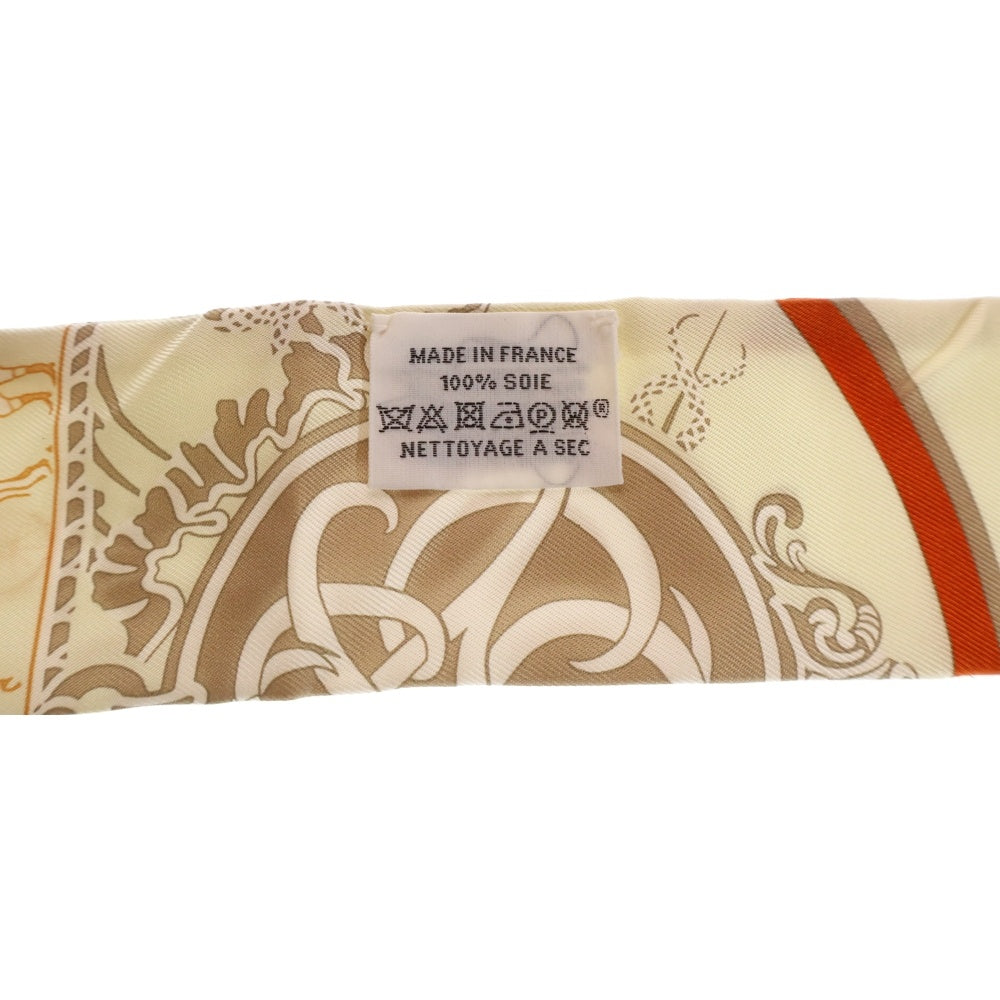 MADE IN FRANCE
100% SOIE
P ®
NETTOYAGE A SEC